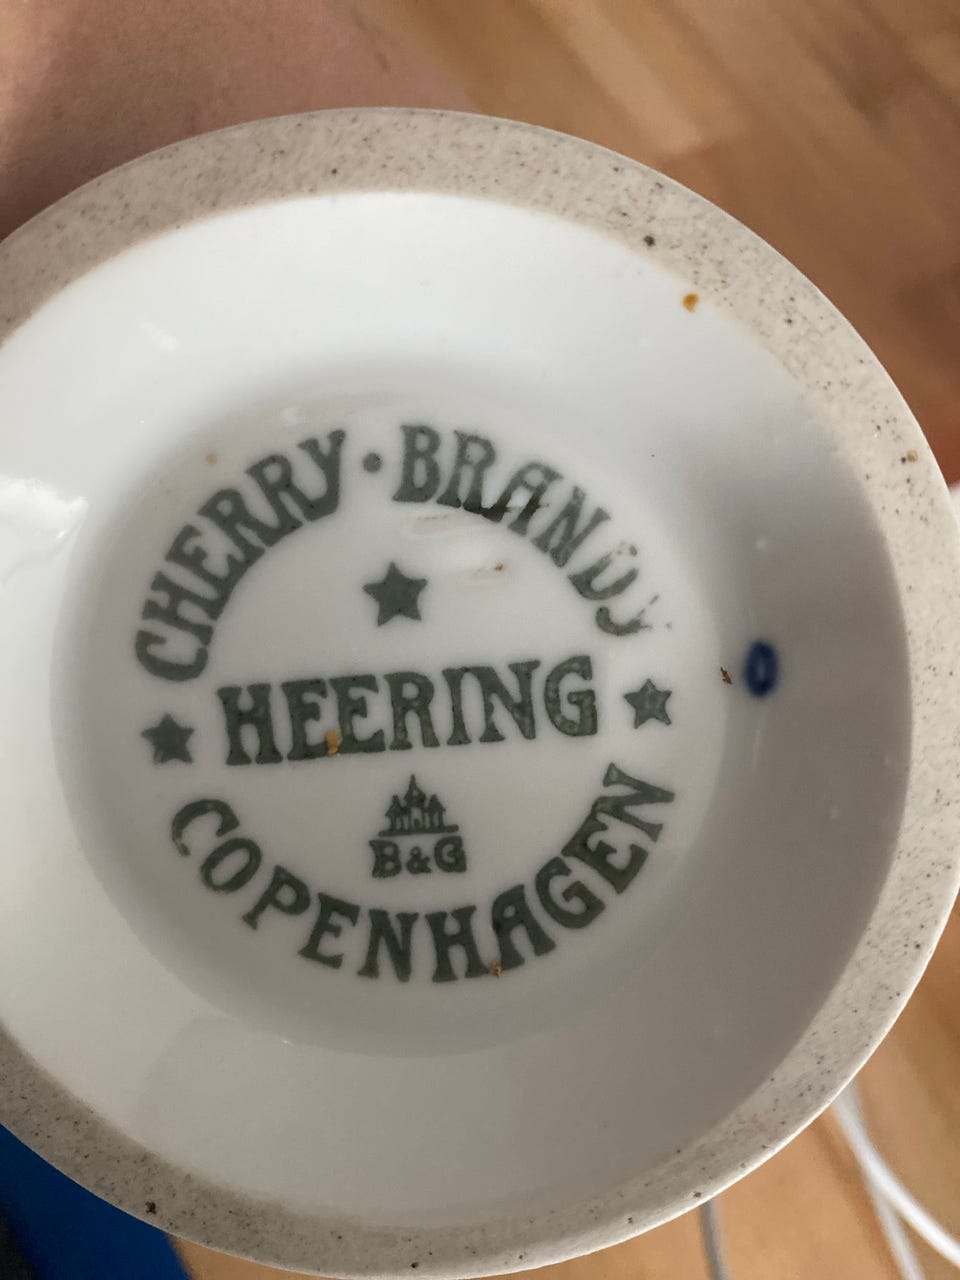 CHERRY · BRANDY
HEERING
B&G
COPENHAGEN